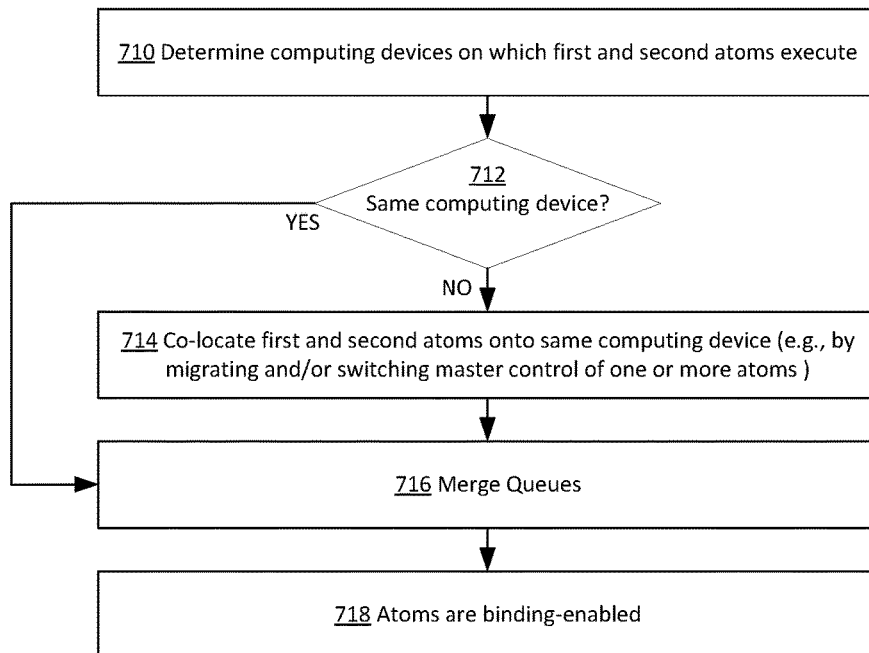 710 Determine computing devices on which first and second atoms execute
712
Same computing device?
YES
NO
714 Co-locate first and second atoms onto same computing device (e.g., by
migrating and/or switching master control of one or more atoms )
716 Merge Queues
718 Atoms are binding-enabled